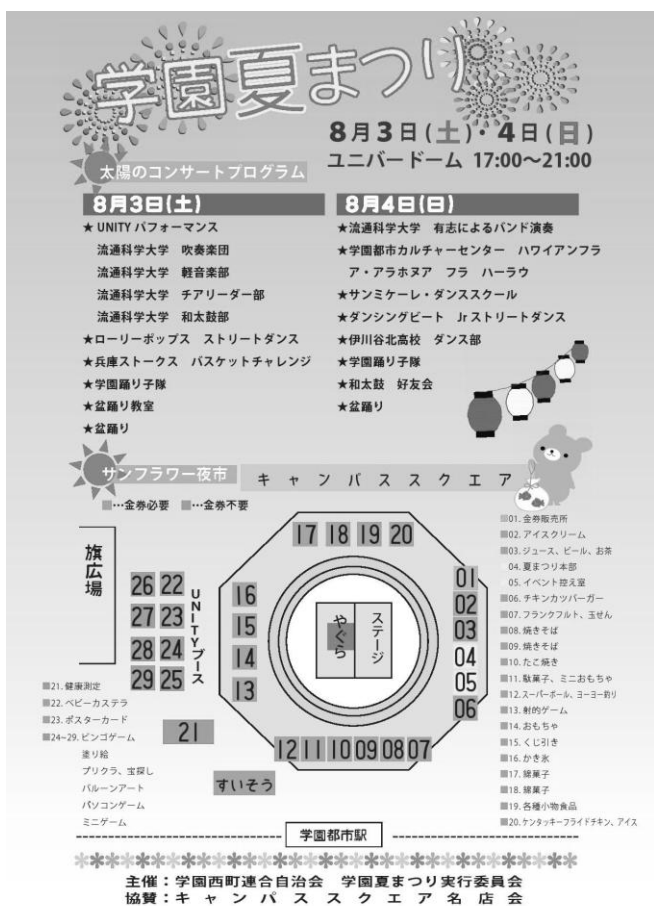 学園夏まつり
8月3日(土)・4日(日)
ユニバードーム 17:00〜21:00
太陽のコンサートプログラム
8月3日(土)
★UNITY パフォーマンス
流通科学大学 吹奏楽団
流通科学大学 軽音楽部
流通科学大学 チアリーダー部
流通科学大学 和太鼓部
★ローリーポップス ストリートダンス
★兵庫ストークス バスケットチャレンジ
★学園踊り子隊
★盆踊り教室
★盆踊り
8月4日(日)
★流通科学大学 有志によるバンド演奏
★学園都市カルチャーセンター ハワイアンフラ
ア・アラホヌア フラ ハーラウ
★サンミケーレ・ダンススクール
★ダンシングビート Jrストリートダンス
★伊川谷北高校 ダンス部
★学園踊り子隊
★和太鼓 好友会
★盆踊り
サンフラワー夜市
キャンパススクエア
■…金券必要 ■…金券不要
旗広場
26 22
27 23
28 24
29 25
UNITYブース
17 18 19 20
16
15
14
13
やぐら
ステージ
01
02
03
04
05
06
12 11 10 09 08 07
21
すいそう
■21. 健康測定
■22. ベビーカステラ
■23. ポスターカード
■24~29. ビンゴゲーム
塗り絵
プリクラ、宝探し
バルーンアート
パソコンゲーム
ミニゲーム
■01. 金券販売所
■02. アイスクリーム
■03. ジュース、ビール、お茶
04. 夏まつり本部
05. イベント控え室
■06. チキンカツバーガー
■07. フランクフルト、玉せん
■08. 焼きそば
■09. 焼きそば
■10. たこ焼き
■11. 駄菓子、ミニおもちゃ
■12. スーパーボール、ヨーヨー釣り
■13. 射的ゲーム
■14. おもちゃ
■15. くじ引き
■16. かき氷
■17. 綿菓子
■18. 綿菓子
■19. 各種小物食品
■20. ケンタッキーフライドチキン、アイス
学園都市駅
主催：学園西町連合自治会 学園夏まつり実行委員会
協賛：キャンパススクエア名店会